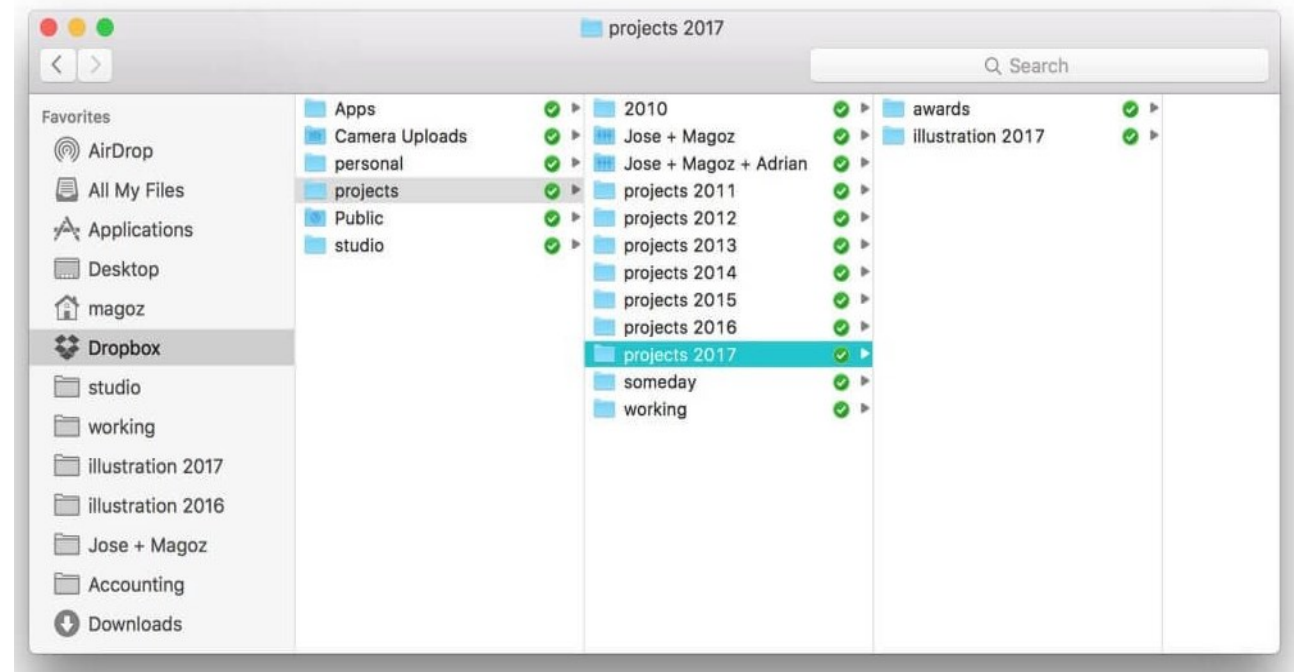 projects 2017
Search
Favorites
AirDrop
All My Files
Applications
Desktop
magoz
Dropbox
studio
working
illustration 2017
illustration 2016
Jose + Magoz
Accounting
Downloads
Apps
Camera Uploads
personal
projects
Public
studio
2010
Jose + Magoz
Jose + Magoz + Adrian
projects 2011
projects 2012
projects 2013
projects 2014
projects 2015
projects 2016
projects 2017
someday
working
awards
illustration 2017